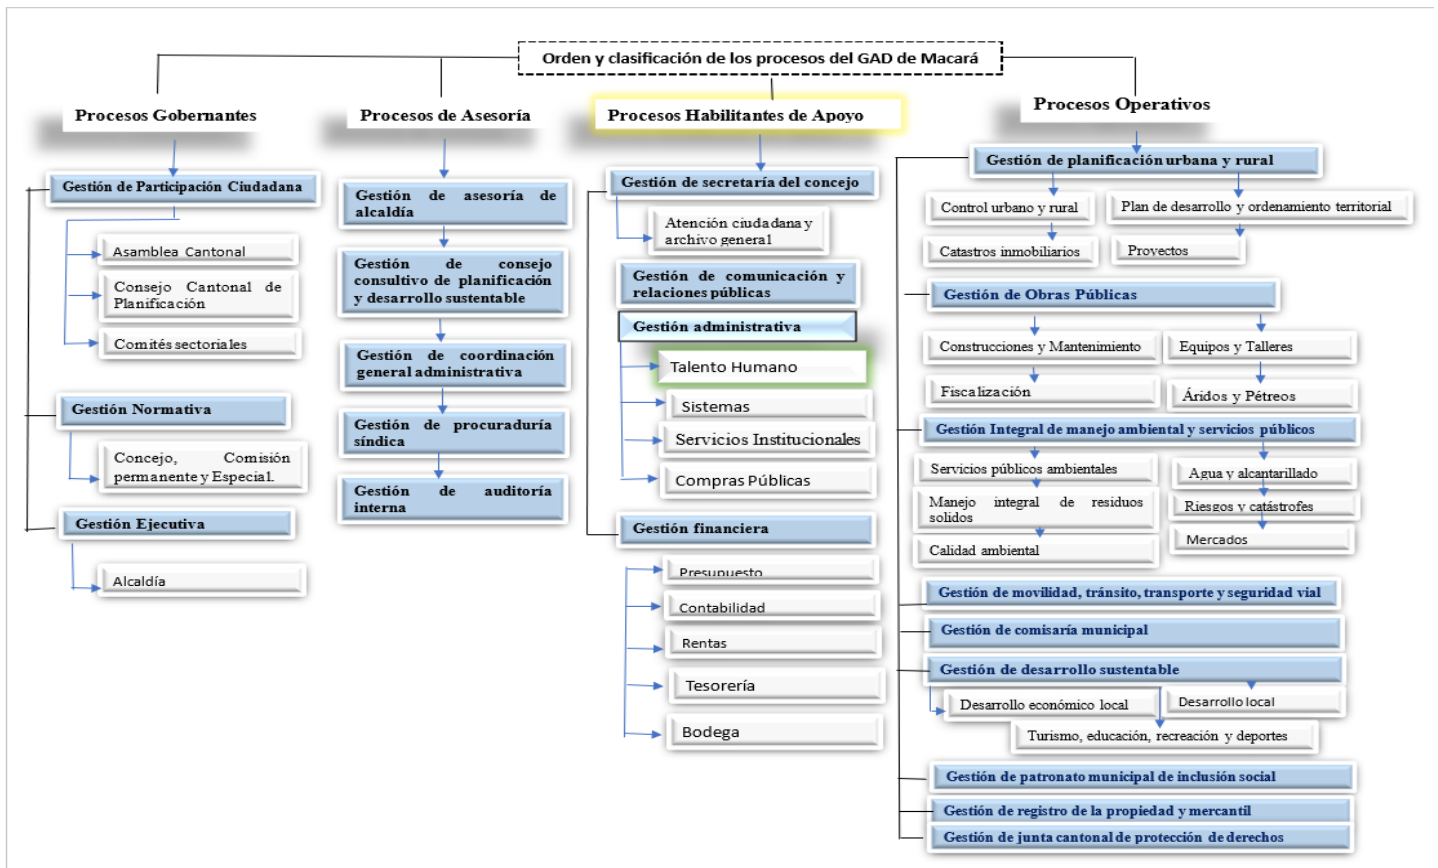 Orden y clasificación de los procesos del GAD de Macará
Procesos Gobernantes
Gestión de Participación Ciudadana
Asamblea Cantonal
Consejo Cantonal de
Planificación
Comités sectoriales
Gestión Normativa
Concejo, Comisión
permanente y Especial.
Gestión Ejecutiva
Alcaldía
Procesos de Asesoría
Gestión de asesoría de
alcaldía
Gestión de consejo
consultivo de planificación
y desarrollo sustentable
Gestión de coordinación
general administrativa
Gestión de procuraduría
síndica
Gestión de auditoría
interna
Procesos Habilitantes de Apoyo
Gestión de secretaría del concejo
Atención ciudadana y
archivo general
Gestión de comunicación y
relaciones públicas
Gestión administrativa
Talento Humano
Sistemas
Servicios Institucionales
Compras Públicas
Gestión financiera
Presupuesto
Contabilidad
Rentas
Tesorería
Bodega
Procesos Operativos
Gestión de planificación urbana y rural
Control urbano y rural
Plan de desarrollo y ordenamiento territorial
Catastros inmobiliarios
Proyectos
Gestión de Obras Públicas
Construcciones y Mantenimiento
Equipos y Talleres
Fiscalización
Áridos y Pétreos
Gestión Integral de manejo ambiental y servicios públicos
Servicios públicos ambientales
Agua y alcantarillado
Manejo integral de residuos
solidos
Riesgos y catástrofes
Calidad ambiental
Mercados
Gestión de movilidad, tránsito, transporte y seguridad vial
Gestión de comisaría municipal
Gestión de desarrollo sustentable
Desarrollo económico local
Desarrollo local
Turismo, educación, recreación y deportes
Gestión de patronato municipal de inclusión social
Gestión de registro de la propiedad y mercantil
Gestión de junta cantonal de protección de derechos